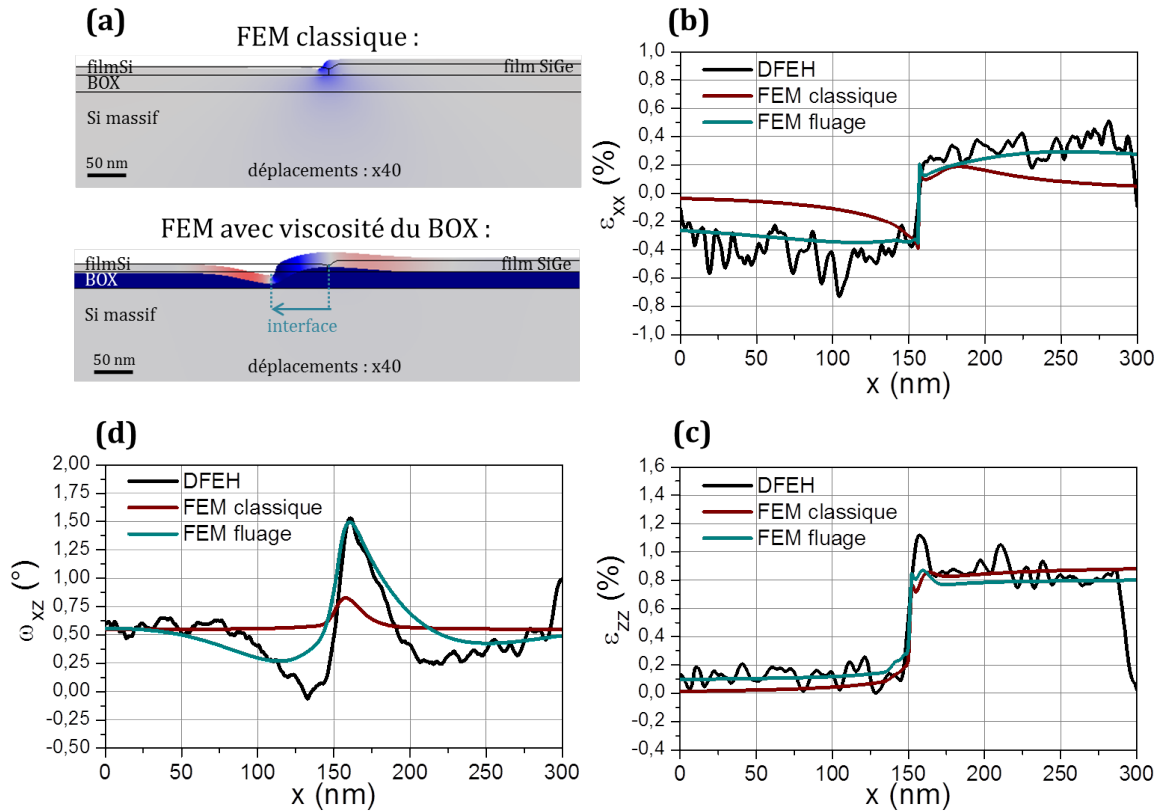 (a)
FEM classique :
filmSi
film SiGe
BOX
Si massif
50 nm
déplacements : x40
FEM avec viscosité du BOX :
filmSi
film SiGe
BOX
Si massif
interface
50 nm
déplacements : x40
(b)
1,0
0,8
0,6
0,4
0,2
0,0
-0,2
-0,4
-0,6
-0,8
-1,0
εxx (%)
DFEH
FEM classique
FEM fluage
0 50 100 150 200 250 300
x (nm)
(d)
2,00
1,75
1,50
1,25
1,00
0,75
0,50
0,25
0,00
-0,25
-0,50
ωxz (°)
DFEH
FEM classique
FEM fluage
0 50 100 150 200 250 300
x (nm)
(c)
1,6
1,4
1,2
1,0
0,8
0,6
0,4
0,2
0,0
-0,2
-0,4
εzz (%)
DFEH
FEM classique
FEM fluage
0 50 100 150 200 250 300
x (nm)